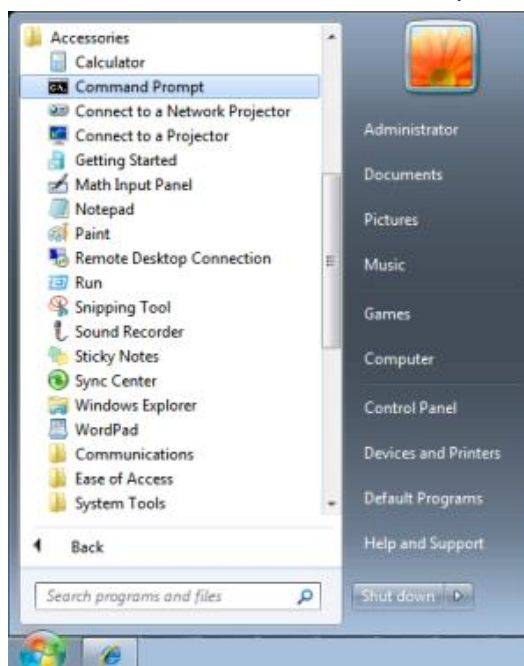 Accessories
Calculator
Command Prompt
Connect to a Network Projector
Connect to a Projector
Getting Started
Math Input Panel
Notepad
Paint
Remote Desktop Connection
Run
Snipping Tool
Sound Recorder
Sticky Notes
Sync Center
Windows Explorer
WordPad
Communications
Ease of Access
System Tools
Back
Search programs and files
Administrator
Documents
Pictures
Music
Games
Computer
Control Panel
Devices and Printers
Default Programs
Help and Support
Shut down